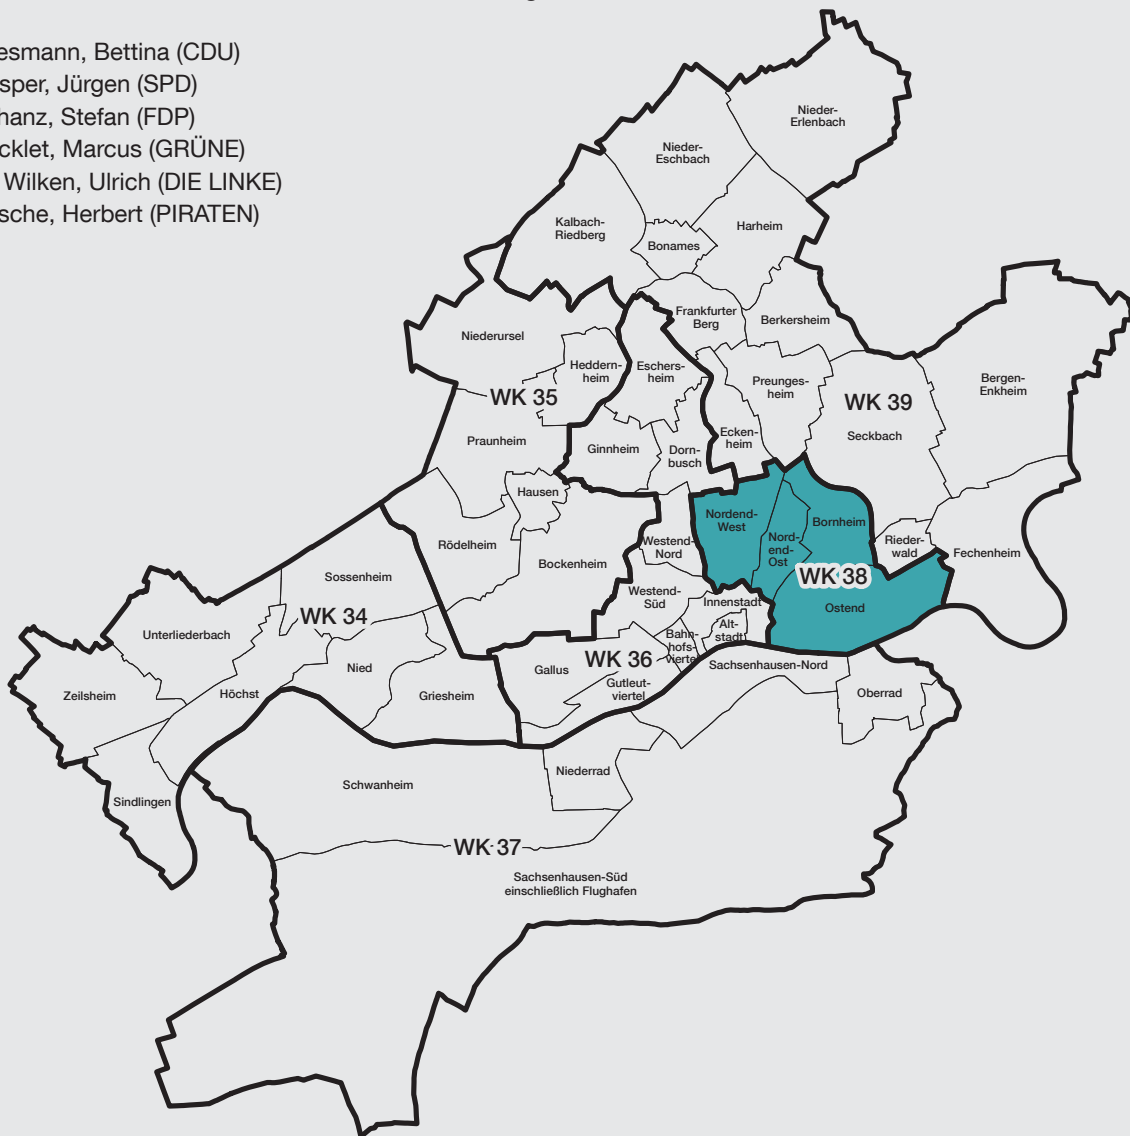 esmann, Bettina (CDU)
sper, Jürgen (SPD)
hanz, Stefan (FDP)
cklet, Marcus (GRÜNE)
Wilken, Ulrich (DIE LINKE)
sche, Herbert (PIRATEN)
Nieder-
Erlenbach
Nieder-
Eschbach
Kalbach-
Riedberg
Harheim
Bonames
Frankfurter
Berg
Berkersheim
Niederursel
Heddern-
heim
Eschers-
heim
Preunges-
heim
Bergen-
Enkheim
WK 35
WK 39
Seckbach
Praunheim
Ginnheim
Dorn-
busch
Ecken-
heim
Hausen
Nordend-
West
Bornheim
Rödelheim
Bockenheim
Westend-
Nord
Nord-
end-
Ost
Rieder-
wald
Fechenheim
Sossenheim
WK 38
Westend-
Süd
Innenstadt
Ostend
WK 34
Unterliederbach
Alt-
stadt
Bahn-
hofs-
viertel
Nied
Gallus
WK 36
Sachsenhausen-Nord
Zeilsheim
Höchst
Griesheim
Gutleut-
viertel
Oberrad
Schwanheim
Niederrad
Sindlingen
WK 37
Sachsenhausen-Süd
einschließlich Flughafen